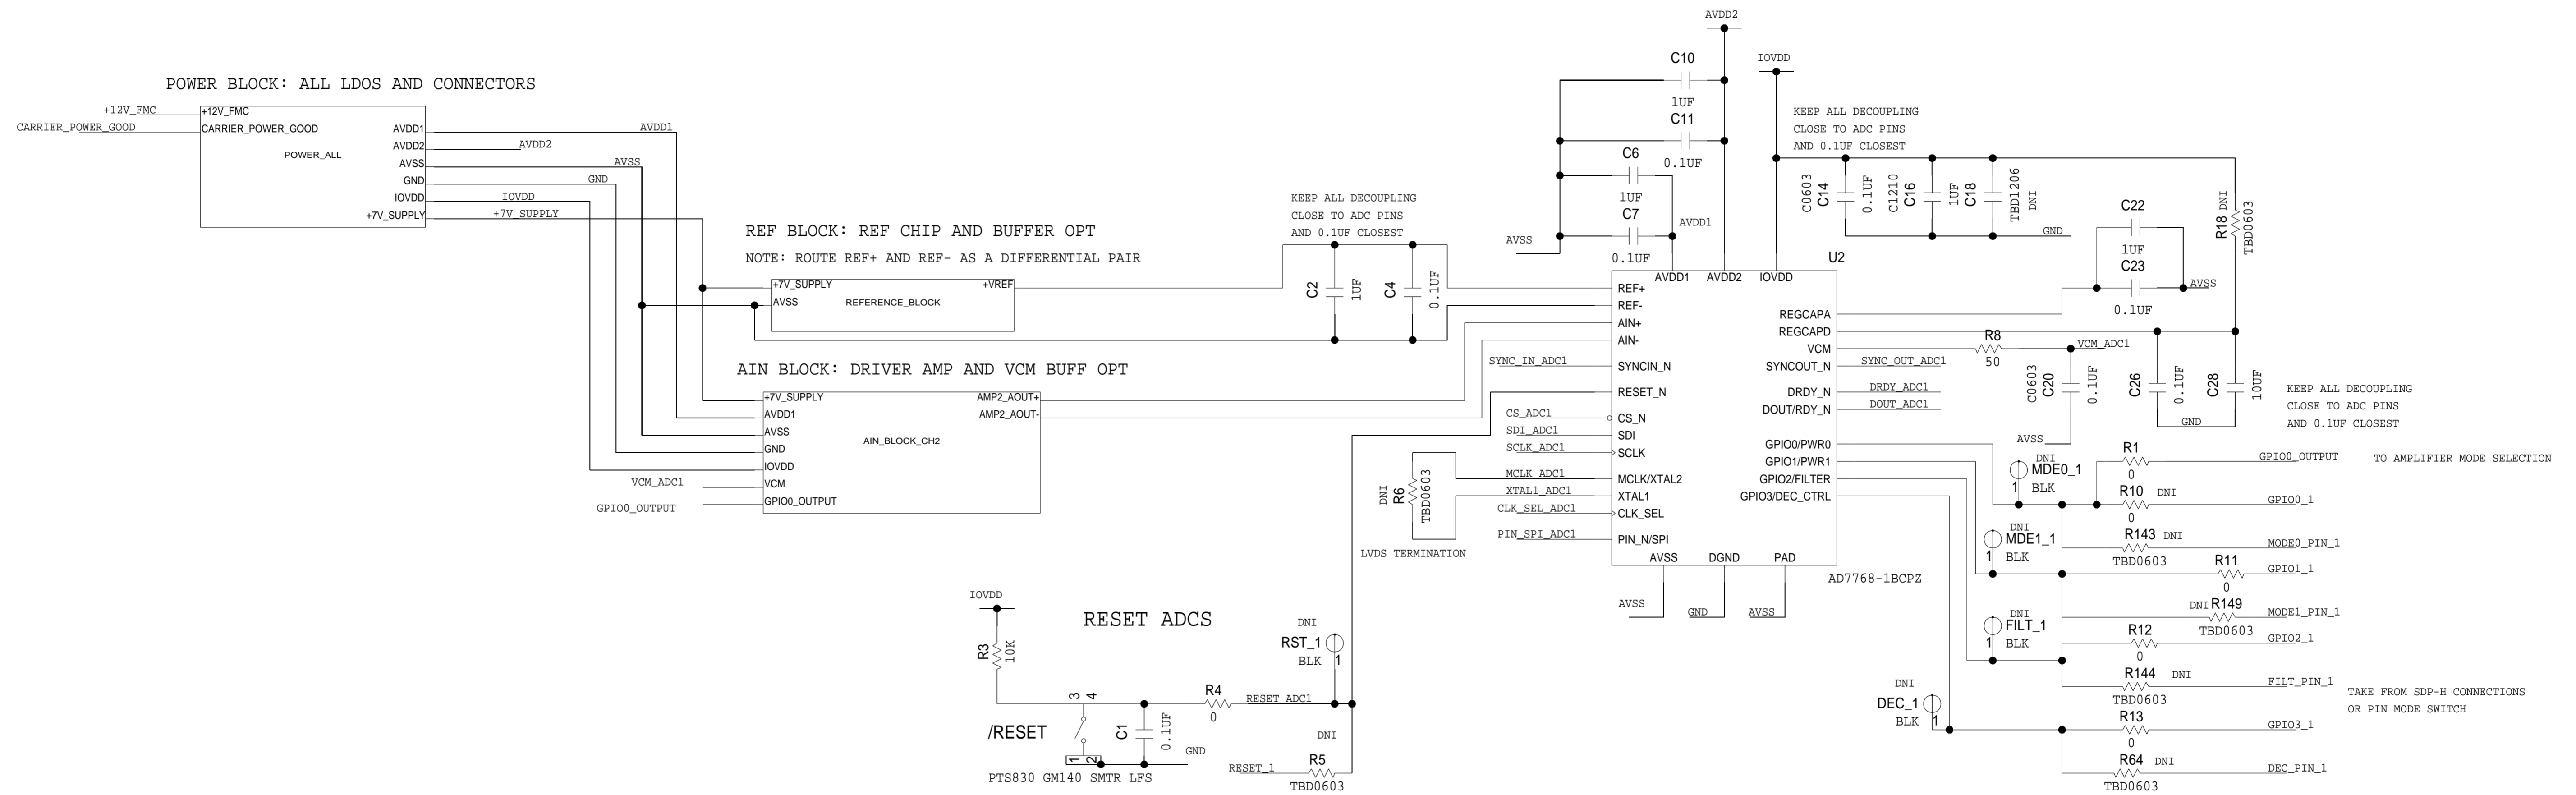 AVDD2
IOVDD
C10
1UF
C11
0.1UF
C6
1UF
C7
0.1UF
AVDD1
AVSS
KEEP ALL DECOUPLING
CLOSE TO ADC PINS
AND 0.1UF CLOSEST
C0603
C14
0.1UF
C1210
C16
1UF
C18
TBD1206
DNI
GND
R18
DNI
TBD0603
C22
1UF
C23
0.1UF
AVSS
POWER BLOCK: ALL LDOS AND CONNECTORS
+12V_FMC
CARRIER_POWER_GOOD
+12V_FMC
CARRIER_POWER_GOOD
POWER_ALL
AVDD1
AVDD2
AVSS
GND
IOVDD
+7V_SUPPLY
AVDD1
AVDD2
AVSS
GND
IOVDD
+7V_SUPPLY
REF BLOCK: REF CHIP AND BUFFER OPT
NOTE: ROUTE REF+ AND REF- AS A DIFFERENTIAL PAIR
+7V_SUPPLY
AVSS
REFERENCE_BLOCK
+VREF
KEEP ALL DECOUPLING
CLOSE TO ADC PINS
AND 0.1UF CLOSEST
C2
1UF
C4
0.1UF
AIN BLOCK: DRIVER AMP AND VCM BUFF OPT
+7V_SUPPLY
AVDD1
AVSS
GND
IOVDD
VCM
GPIO0_OUTPUT
AIN_BLOCK_CH2
AMP2_AOUT+
AMP2_AOUT-
VCM_ADC1
GPIO0_OUTPUT
U2
AVDD1
AVDD2
IOVDD
REF+
REF-
AIN+
AIN-
SYNCIN_N
RESET_N
CS_N
SDI
SCLK
MCLK/XTAL2
XTAL1
CLK_SEL
PIN_N/SPI
AVSS
DGND
PAD
REGCAPA
REGCAPD
VCM
SYNCOUT_N
DRDY_N
DOUT/RDY_N
GPIO0/PWR0
GPIO1/PWR1
GPIO2/FILTER
GPIO3/DEC_CTRL
AD7768-1BCPZ
SYNC_IN_ADC1
CS_ADC1
SDI_ADC1
SCLK_ADC1
MCLK_ADC1
XTAL1_ADC1
CLK_SEL_ADC1
PIN_SPI_ADC1
DNI
R6
TBD0603
LVDS TERMINATION
AVSS
GND
AVSS
R8
50
VCM_ADC1
SYNC_OUT_ADC1
DRDY_ADC1
DOUT_ADC1
C0603
C20
0.1UF
AVSS
C26
0.1UF
C28
10UF
GND
KEEP ALL DECOUPLING
CLOSE TO ADC PINS
AND 0.1UF CLOSEST
DNI
MDE0_1
1
BLK
R1
0
GPIO0_OUTPUT
TO AMPLIFIER MODE SELECTION
R10
DNI
0
GPIO0_1
DNI
MDE1_1
1
BLK
R143
DNI
TBD0603
MODE0_PIN_1
R11
0
GPIO1_1
DNI
R149
TBD0603
MODE1_PIN_1
DNI
FILT_1
1
BLK
R12
0
GPIO2_1
R144
DNI
TBD0603
FILT_PIN_1
TAKE FROM SDP-H CONNECTIONS
OR PIN MODE SWITCH
DNI
DEC_1
1
BLK
R13
0
GPIO3_1
R64
DNI
TBD0603
DEC_PIN_1
RESET ADCS
IOVDD
R3
10K
3
4
/RESET
1
2
PTS830 GM140 SMTR LFS
C1
0.1UF
GND
R4
0
RESET_ADC1
DNI
RST_1
1
BLK
DNI
RESET_1
R5
TBD0603